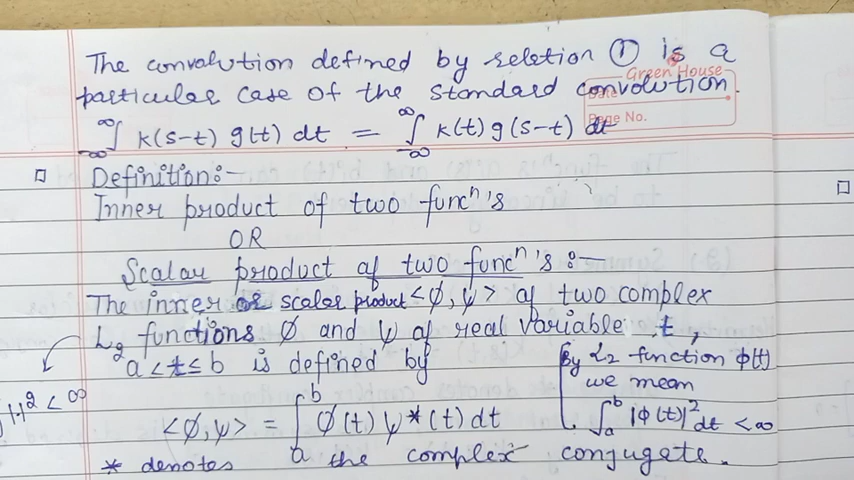 The convolution defined by reletion ① is a
Green House
particular case of the standard convolution.
Date
∫_{-∞}^{∞} K(s-t) g(t) dt = ∫_{-∞}^{∞} K(t) g(s-t) dt
Page No.
□ Definition:-
Inner product of two funcⁿ's
OR
Scalar product of two funcⁿ's :-
The inner or scalar product <ϕ, ψ> of two complex
L₂ functions ϕ and ψ of real variable t,
a < t ≤ b is defined by
By L₂ function ϕ(t)
we mean
∫_a^b |ϕ(t)|² dt < ∞
∫|·|² < ∞
<ϕ, ψ> = ∫_a^b ϕ(t) ψ*(t) dt
* denotes the complex conjugate.